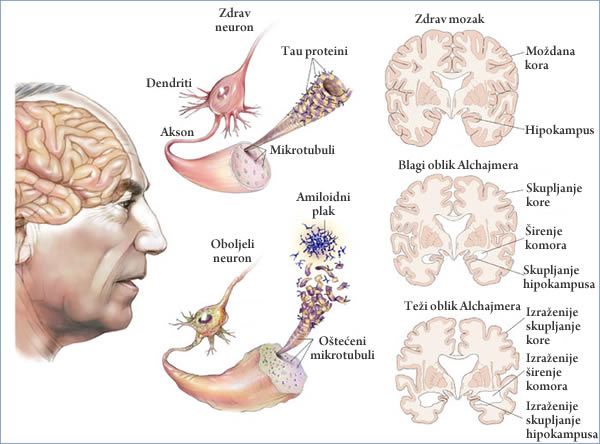 Zdrav
neuron
Dendriti
Akson
Tau proteini
Mikrotubuli
Oboljeli
neuron
Amiloidni
plak
Oštećeni
mikrotubuli
Zdrav mozak
Moždana
kora
Hipokampus
Blagi oblik Alchajmera
Skupljanje
kore
Širenje
komora
Skupljanje
hipokampusa
Teži oblik Alchajmera
Izraženije
skupljanje
kore
Izraženije
širenje
komora
Izraženije
skupljanje
hipokampusa